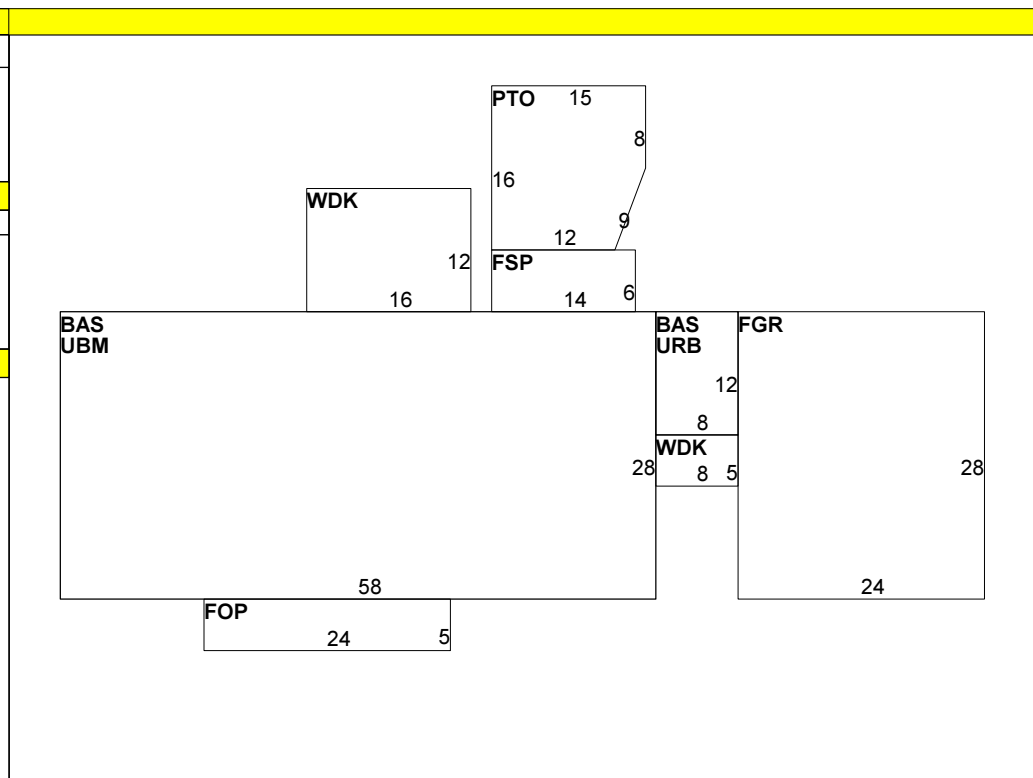 PTO 15
8
16
WDK
9
12
12 FSP
16 14 6
BAS BAS FGR
UBM URB
12
8
WDK
28 8 5 28
58 24
FOP
24 5